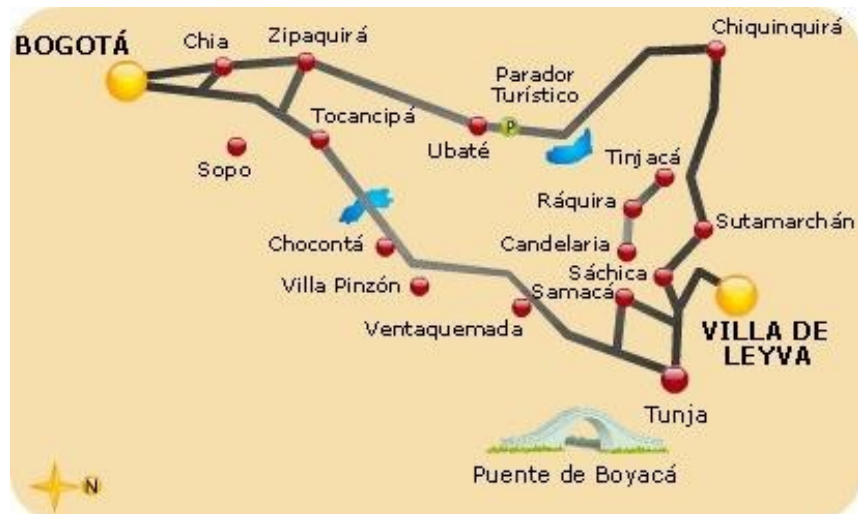 BOGOTÁ
Chia
Zipaquirá
Chiquinquirá
Parador
Turístico
P
Tocancipá
Ubaté
Sopo
Tinjacá
Ráquira
Sutamarchán
Chocontá
Candelaria
Sáchica
Villa Pinzón
Samacá
Ventaquemada
VILLA DE
LEYVA
Tunja
Puente de Boyacá
N